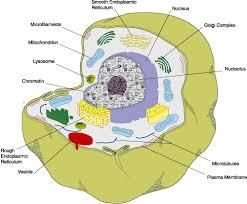 Smooth Endoplasmic
Reticulum
Nucleus
Microfilaments
Golgi Complex
Mitochondrion
Lysosome
Nucleolus
Chromatin
Rough
Endoplasmic
Reticulum
Vesicle
Microtubules
Plasma Membrane